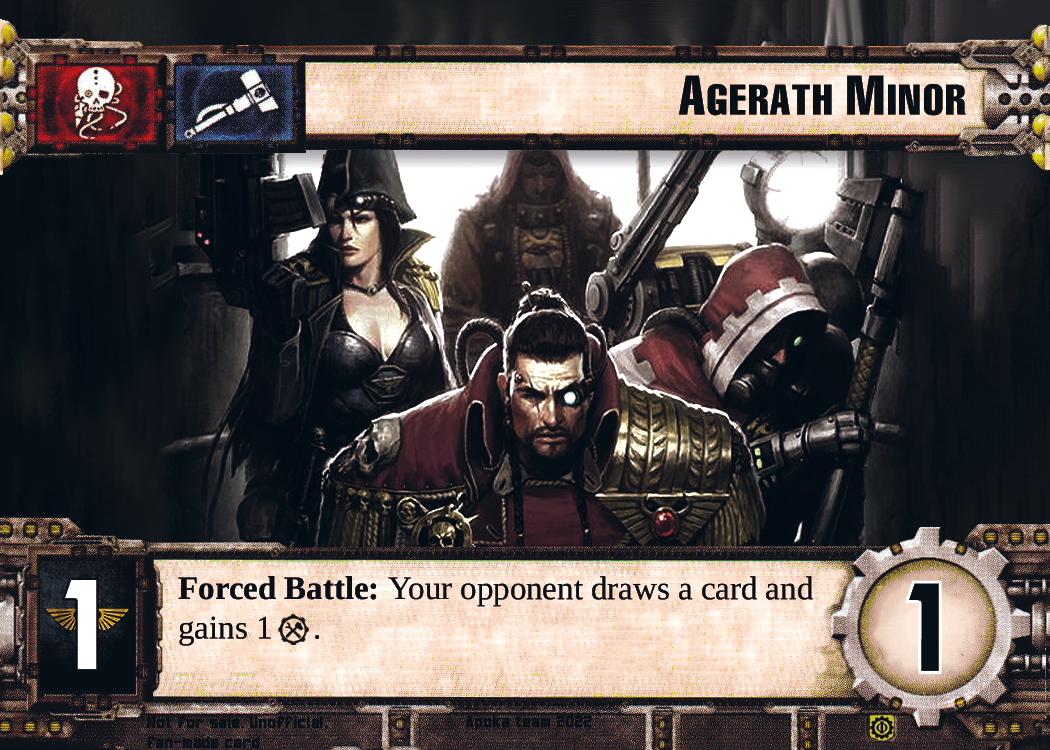 AGERATH MINOR
Forced Battle: Your opponent draws a card and
gains 1 .
1
1
Not for sale. Unofficial. Apoka team 2022
Fan-made card